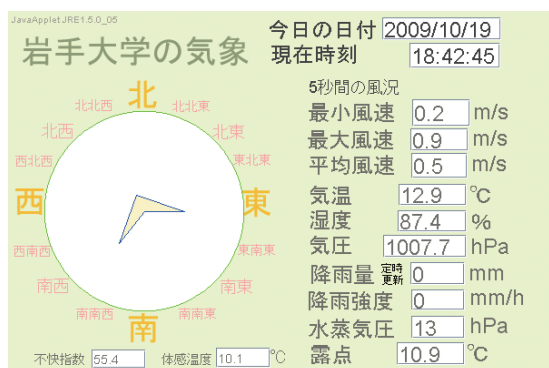 JavaApplet JRE1.5.0_05
岩手大学の気象
今日の日付 2009/10/19
現在時刻 18:42:45
北
北北西 北北東
北西 北東
西北西 東北東
西 東
西南西 東南東
南西 南東
南南西 南南東
南
不快指数 55.4 体感温度 10.1 ℃
5秒間の風況
最小風速 0.2 m/s
最大風速 0.9 m/s
平均風速 0.5 m/s
気温 12.9 ℃
湿度 87.4 %
気圧 1007.7 hPa
降雨量 定時更新 0 mm
降雨強度 0 mm/h
水蒸気圧 13 hPa
露点 10.9 ℃